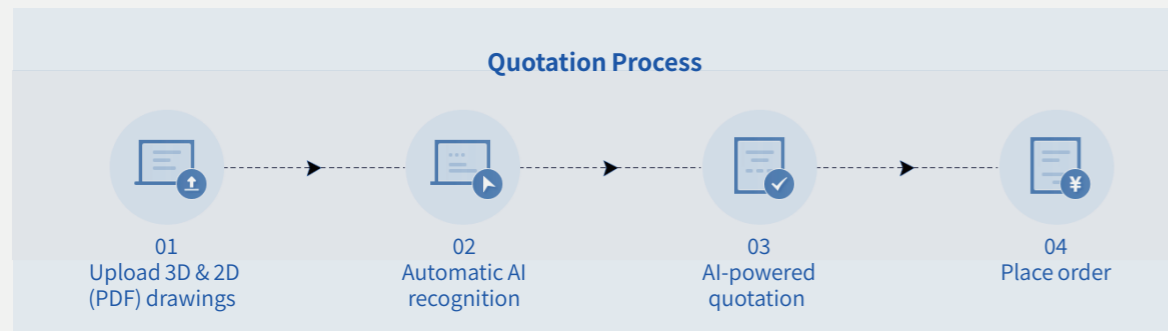 Quotation Process
¥
01
Upload 3D & 2D
(PDF) drawings
02
Automatic AI
recognition
03
AI-powered
quotation
04
Place order